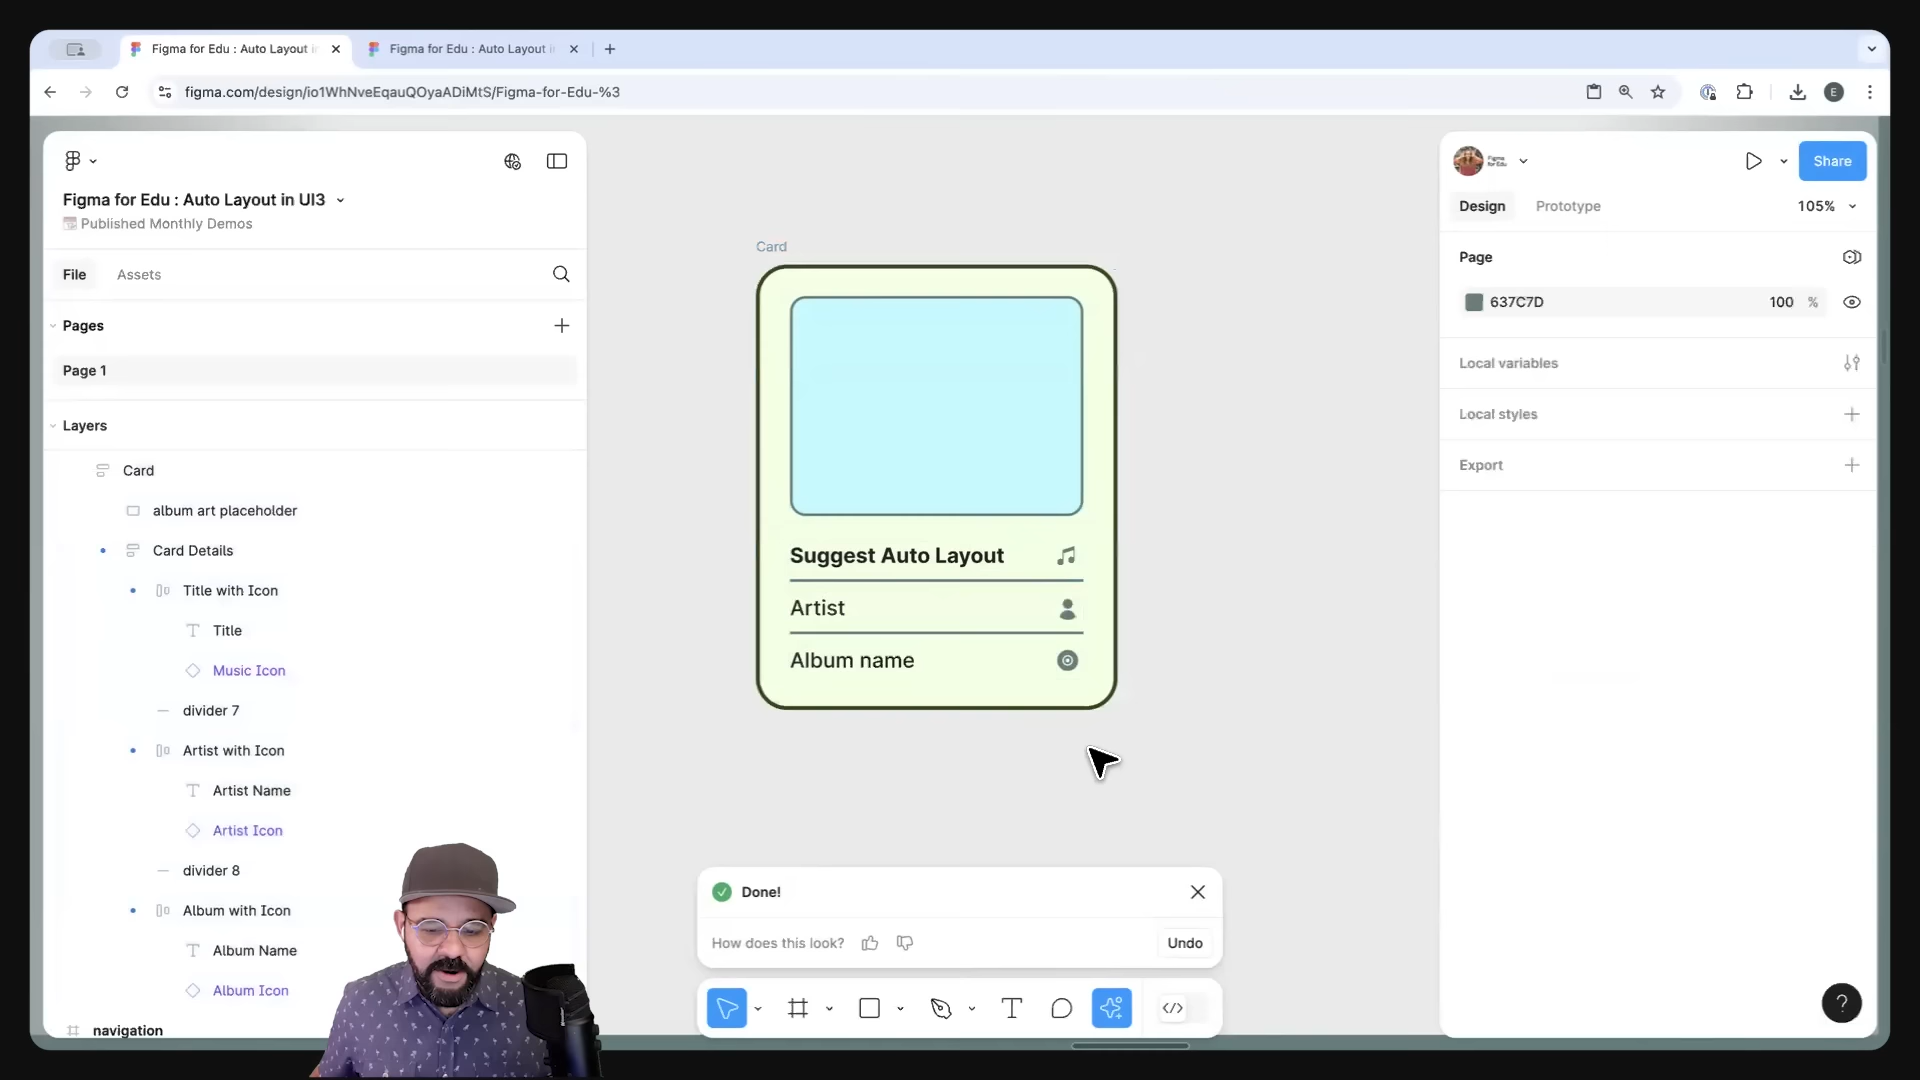 Figma for Edu : Auto Layout i
Figma for Edu : Auto Layout i
figma.com/design/io1WhNveEqauQOyaADiMtS/Figma-for-Edu-%3
E
Figma for Edu : Auto Layout in UI3
Published Monthly Demos
File
Assets
Pages
Page 1
Layers
Card
album art placeholder
Card Details
Title with Icon
Title
Music Icon
divider 7
Artist with Icon
Artist Name
Artist Icon
divider 8
Album with Icon
Album Name
Album Icon
navigation
Card
Suggest Auto Layout
Artist
Album name
Done!
How does this look?
Undo
Figma for Edu
Share
Design
Prototype
105%
Page
637C7D
100
%
Local variables
Local styles
Export
?